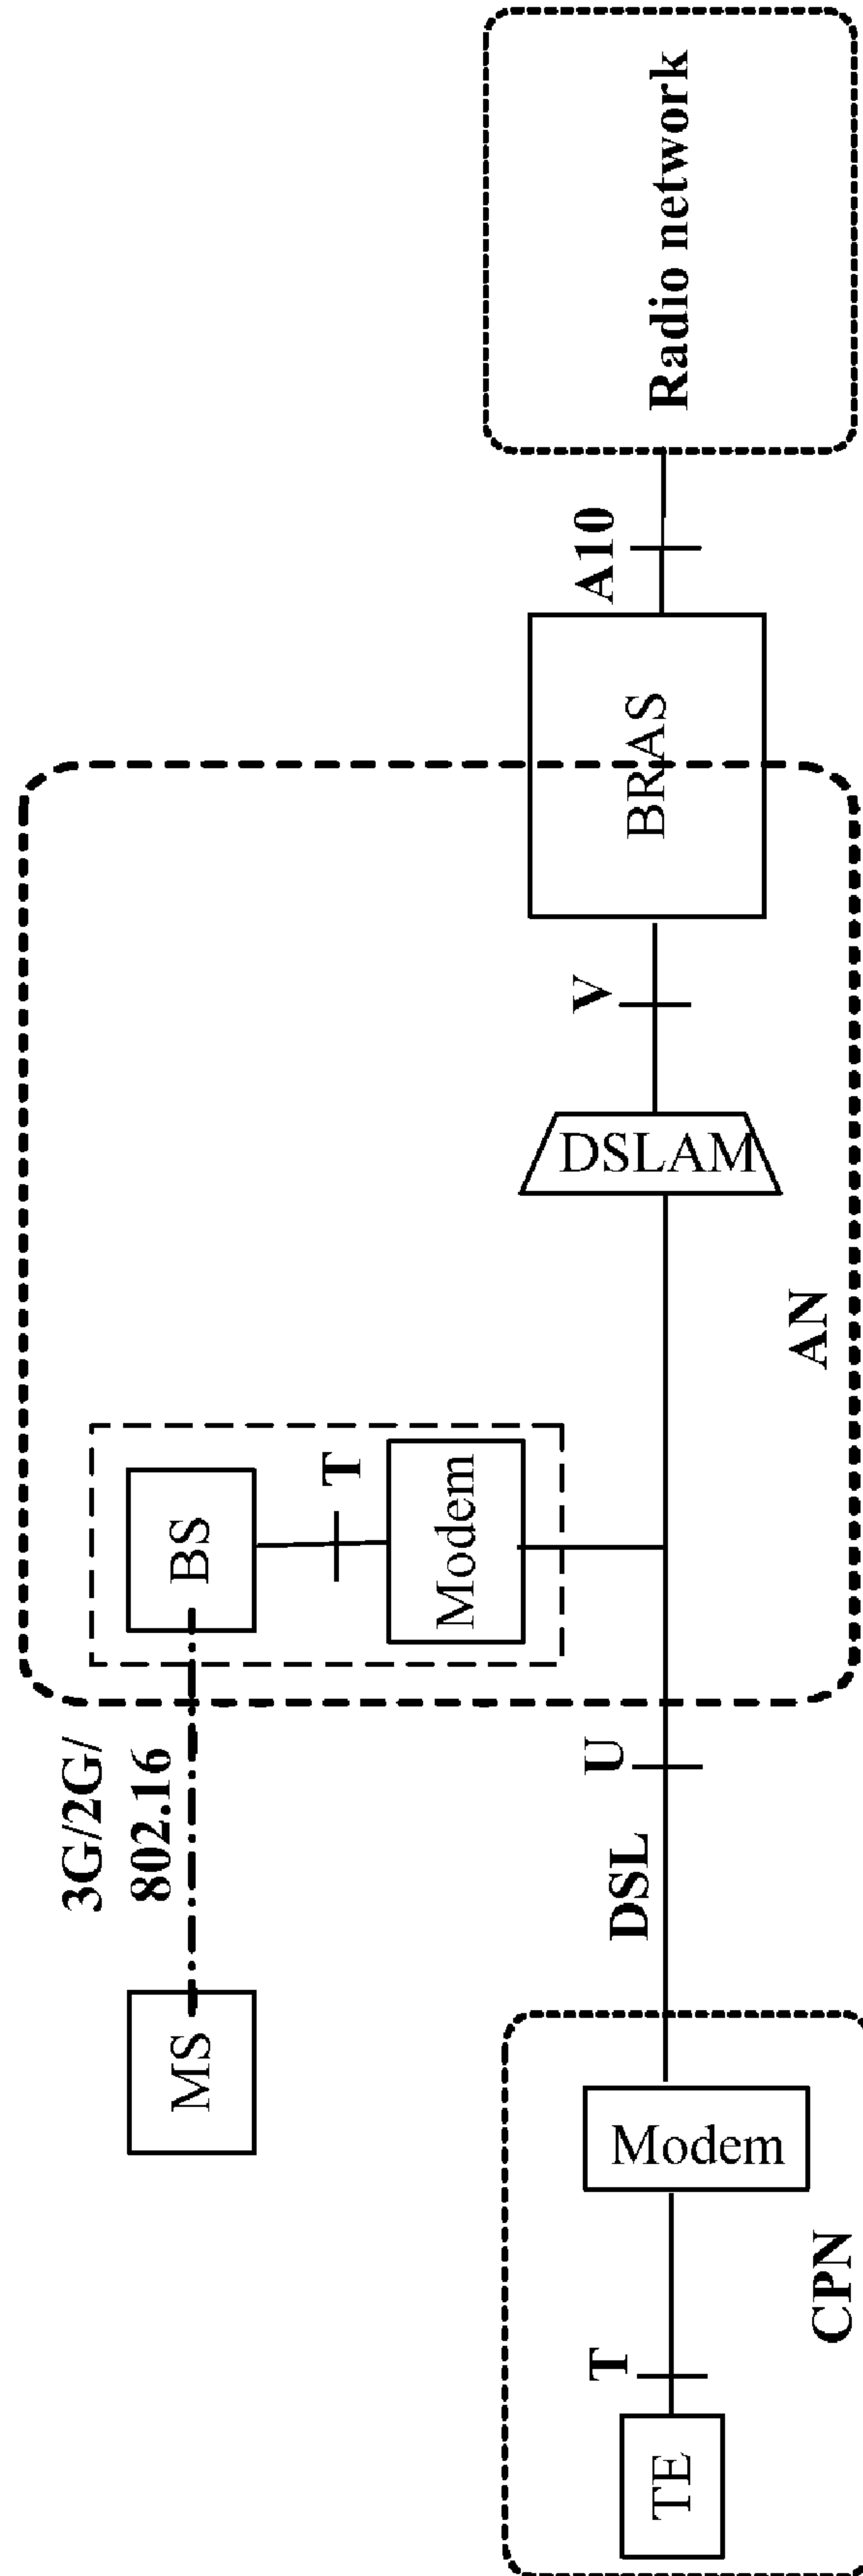 3G/2G/
802.16
MS
BS
T
Modem
TE
T
Modem
CPN
DSL
U
DSLAM
AN
V
BRAS
A10
Radio network